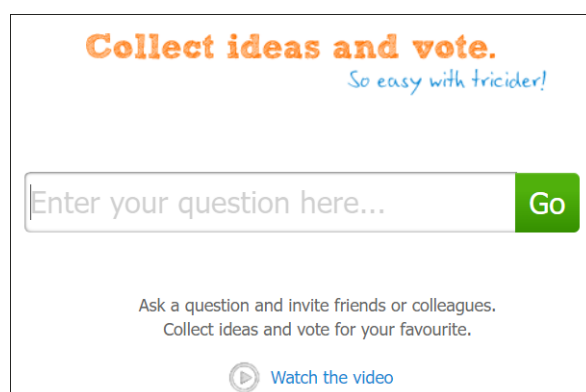 Collect ideas and vote.
So easy with tricider!
Enter your question here...
Go
Ask a question and invite friends or colleagues.
Collect ideas and vote for your favourite.
Watch the video